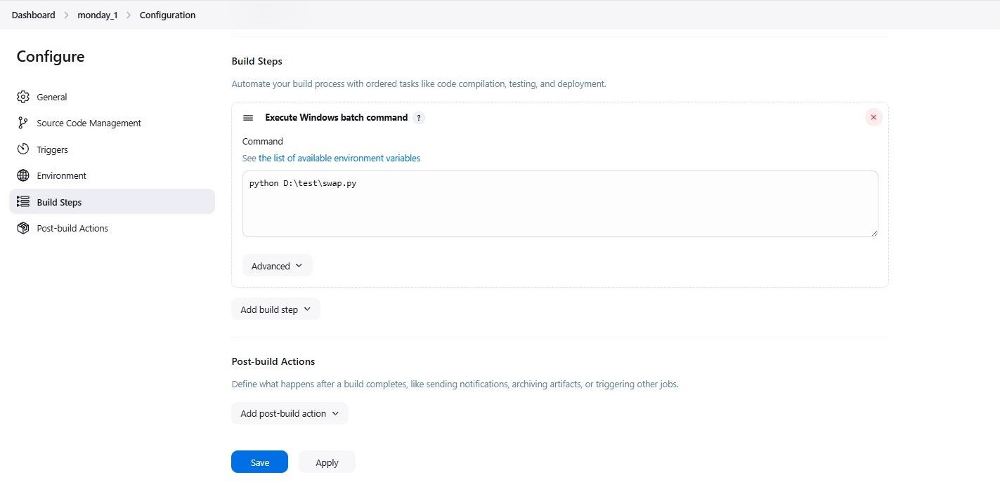 Dashboard > monday_1 > Configuration
Configure
General
Source Code Management
Triggers
Environment
Build Steps
Post-build Actions
Build Steps
Automate your build process with ordered tasks like code compilation, testing, and deployment.
Execute Windows batch command ?
Command
See the list of available environment variables
python D:\test\swap.py
Advanced
Add build step
Post-build Actions
Define what happens after a build completes, like sending notifications, archiving artifacts, or triggering other jobs.
Add post-build action
Save Apply